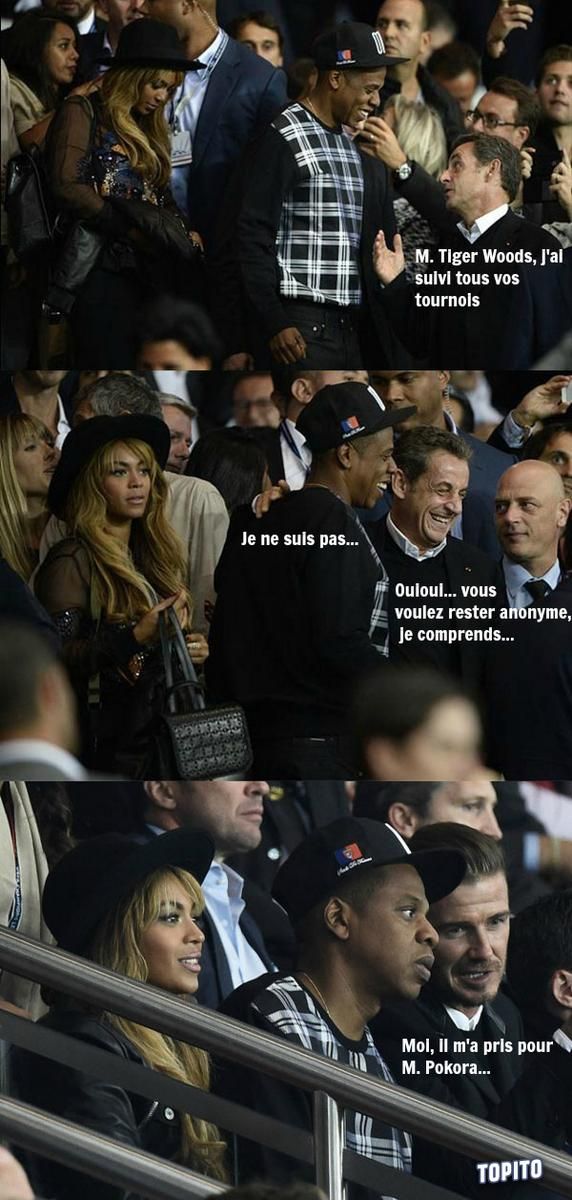 M. Tiger Woods, j'ai
suivi tous vos
tournois
Je ne suis pas...
Ouioui... vous
voulez rester anonyme,
je comprends...
Moi, il m'a pris pour
M. Pokora...
TOPITO